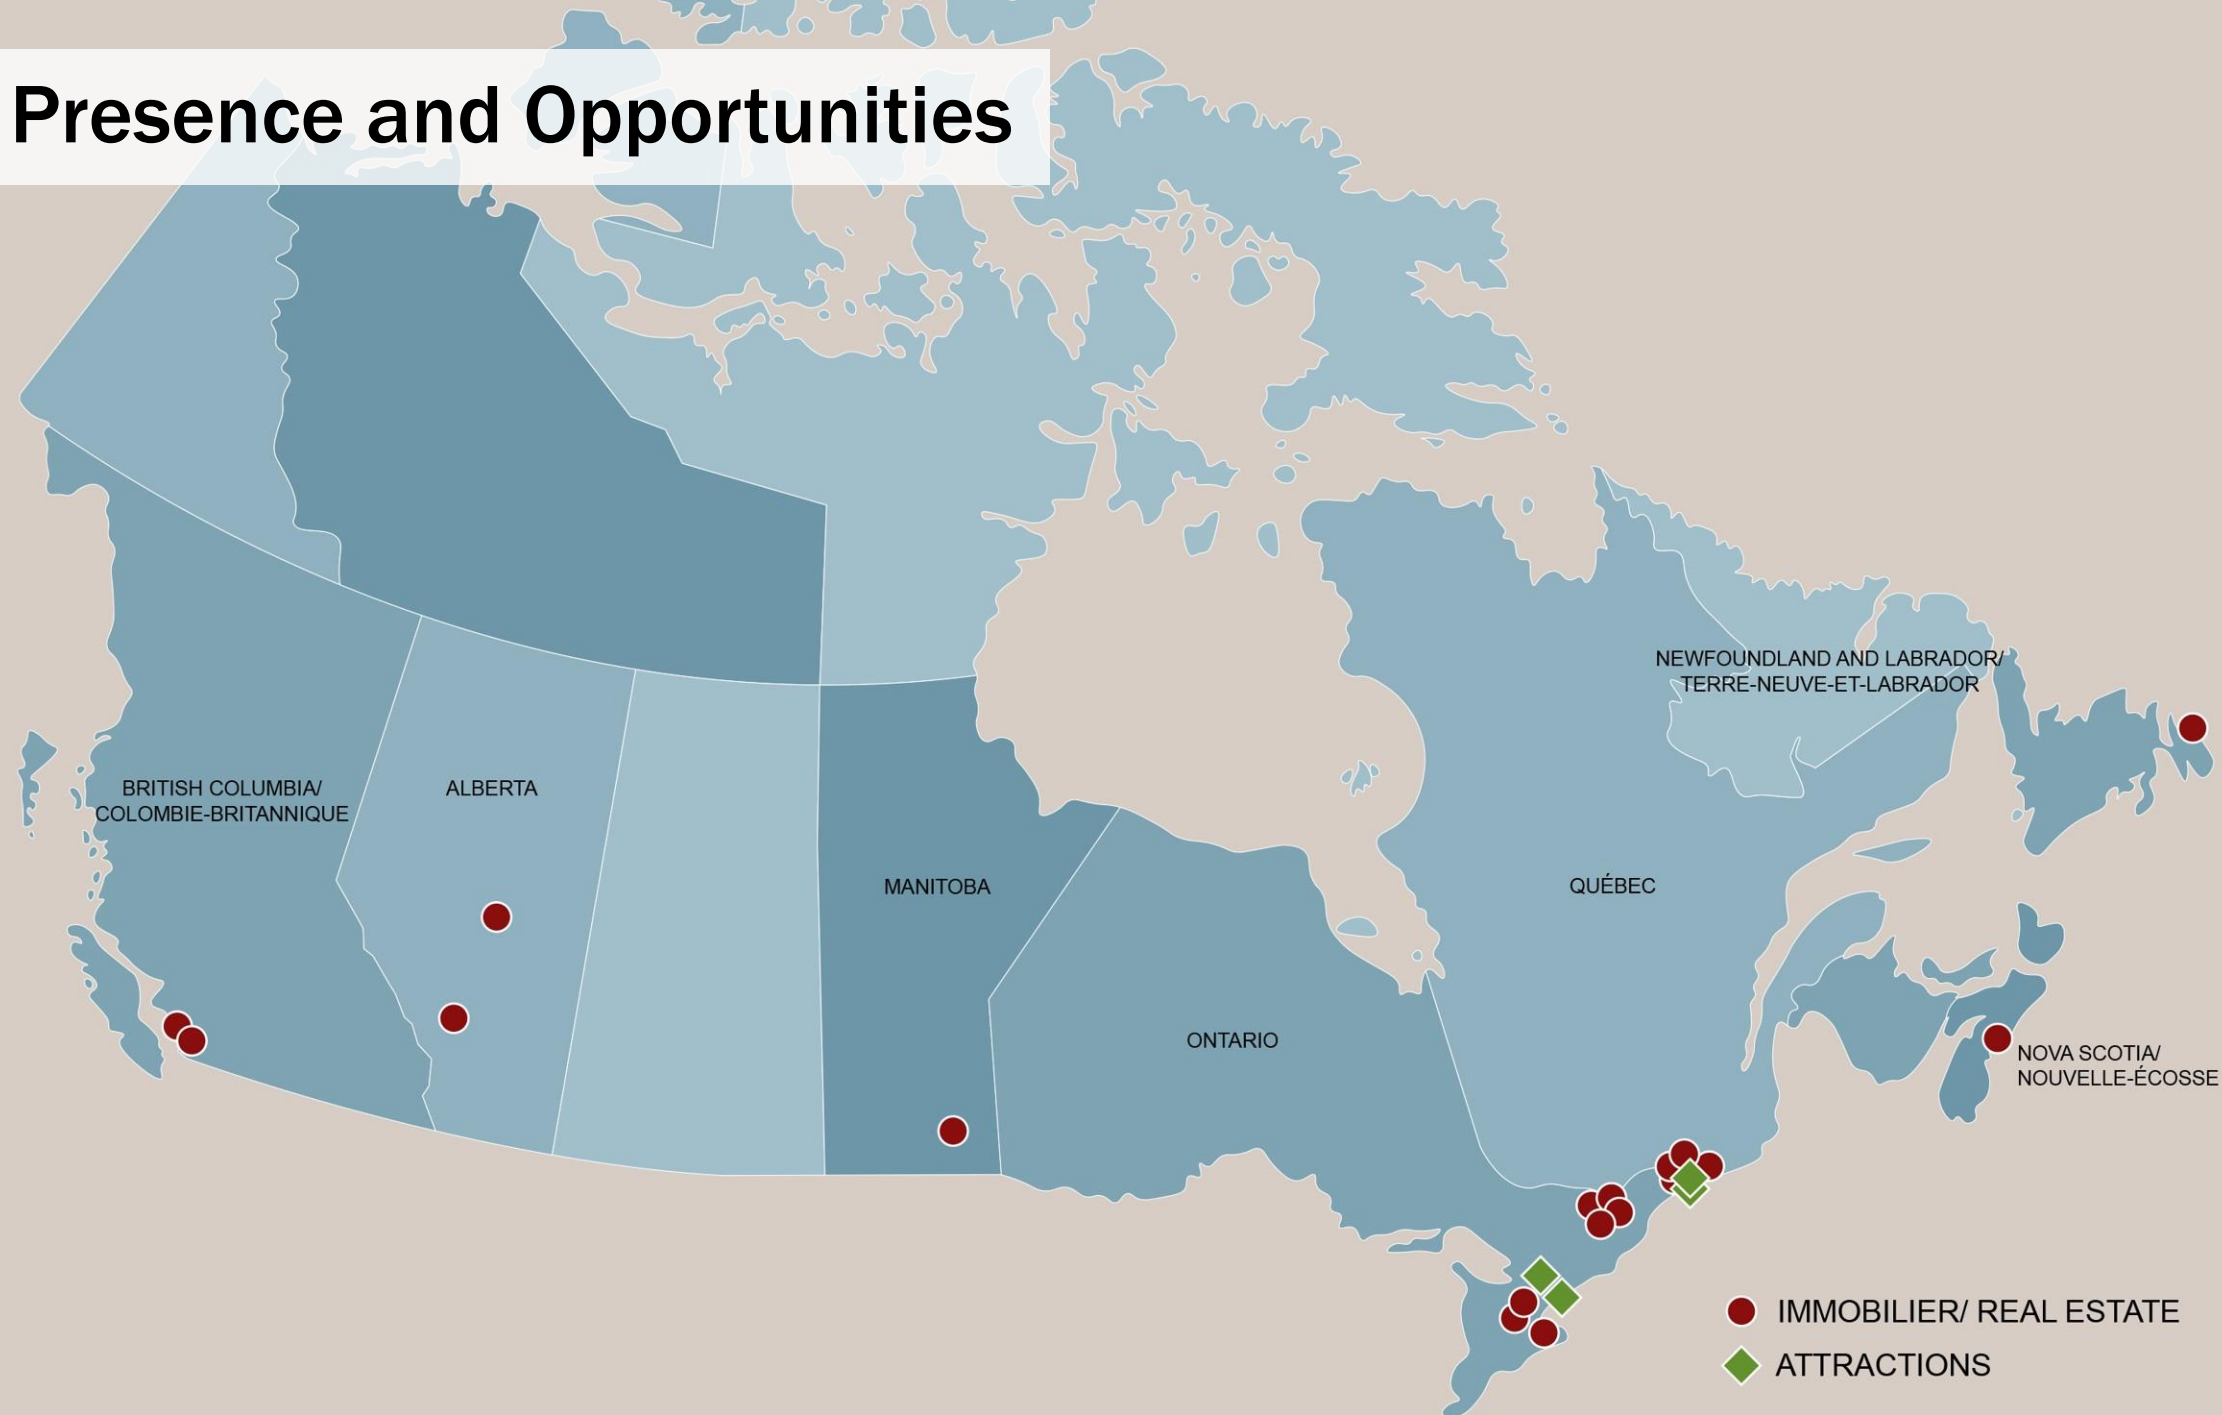 Presence and Opportunities
NEWFOUNDLAND AND LABRADOR/
TERRE-NEUVE-ET-LABRADOR
BRITISH COLUMBIA/
COLOMBIE-BRITANNIQUE
ALBERTA
MANITOBA
QUÉBEC
ONTARIO
NOVA SCOTIA/
NOUVELLE-ÉCOSSE
IMMOBILIER/ REAL ESTATE
ATTRACTIONS